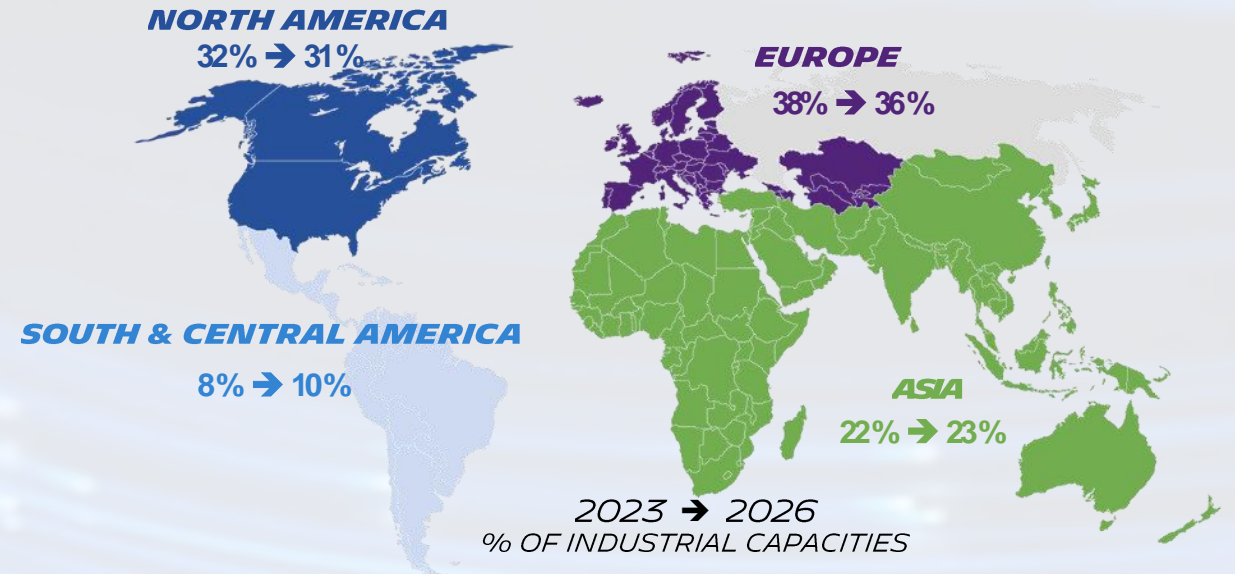 NORTH AMERICA
32% ➔ 31%
EUROPE
38% ➔ 36%
SOUTH & CENTRAL AMERICA
8% ➔ 10%
ASIA
22% ➔ 23%
2023 ➔ 2026
% OF INDUSTRIAL CAPACITIES